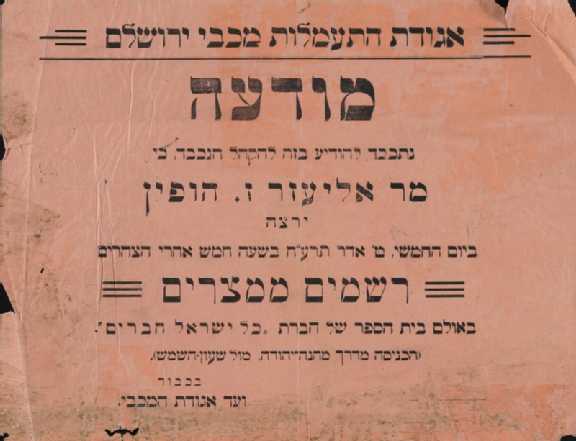 אגודת התעמלות מכבי ירושלם
מודעה
נתכבד להודיע בזה להקהל הנכבד, כי
מר אליעזר ז. הופין
ירצה
ביום החמשי, ט' אדר תרע"ח בשעה חמש אחרי הצהרים
רשמים ממצרים
באולם בית הספר של חברת "כל ישראל חברים".
(הכניסה מדרך מחנה־יהודה, מול שעון־השמש).
בכבוד
ועד אגודת המכבי.